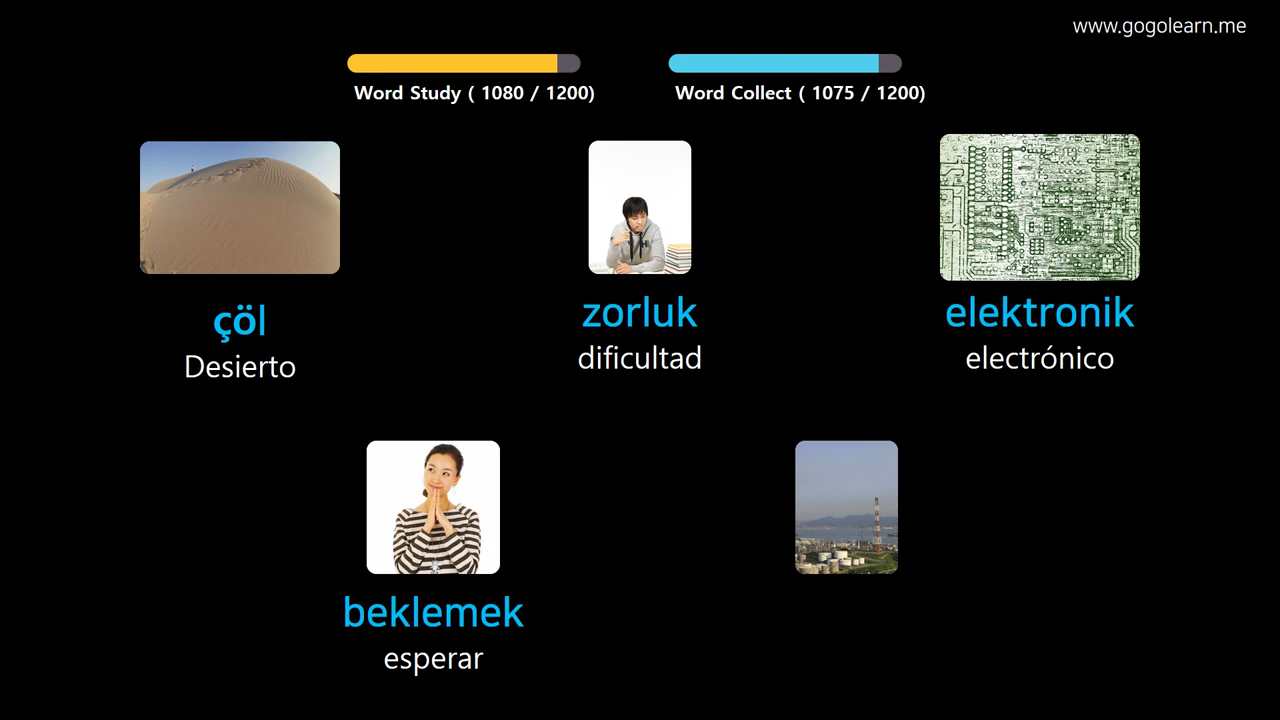 www.gogolearn.me
Word Study ( 1080 / 1200)
Word Collect ( 1075 / 1200)
çöl
Desierto
zorluk
dificultad
elektronik
electrónico
beklemek
esperar